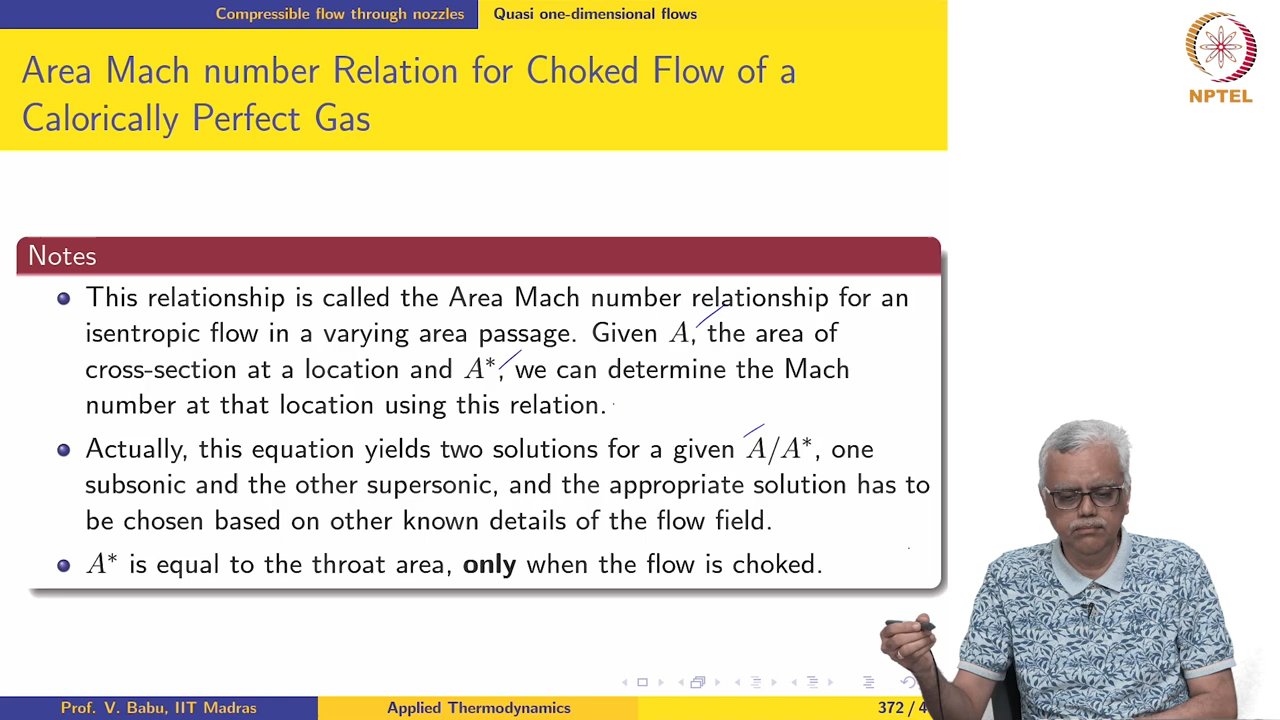 Compressible flow through nozzles Quasi one-dimensional flows
Area Mach number Relation for Choked Flow of a
Calorically Perfect Gas
NPTEL
Notes
This relationship is called the Area Mach number relationship for an
isentropic flow in a varying area passage. Given A, the area of
cross-section at a location and A*, we can determine the Mach
number at that location using this relation.
Actually, this equation yields two solutions for a given A/A*, one
subsonic and the other supersonic, and the appropriate solution has to
be chosen based on other known details of the flow field.
A* is equal to the throat area, only when the flow is choked.
Prof. V. Babu, IIT Madras Applied Thermodynamics 372 / 4